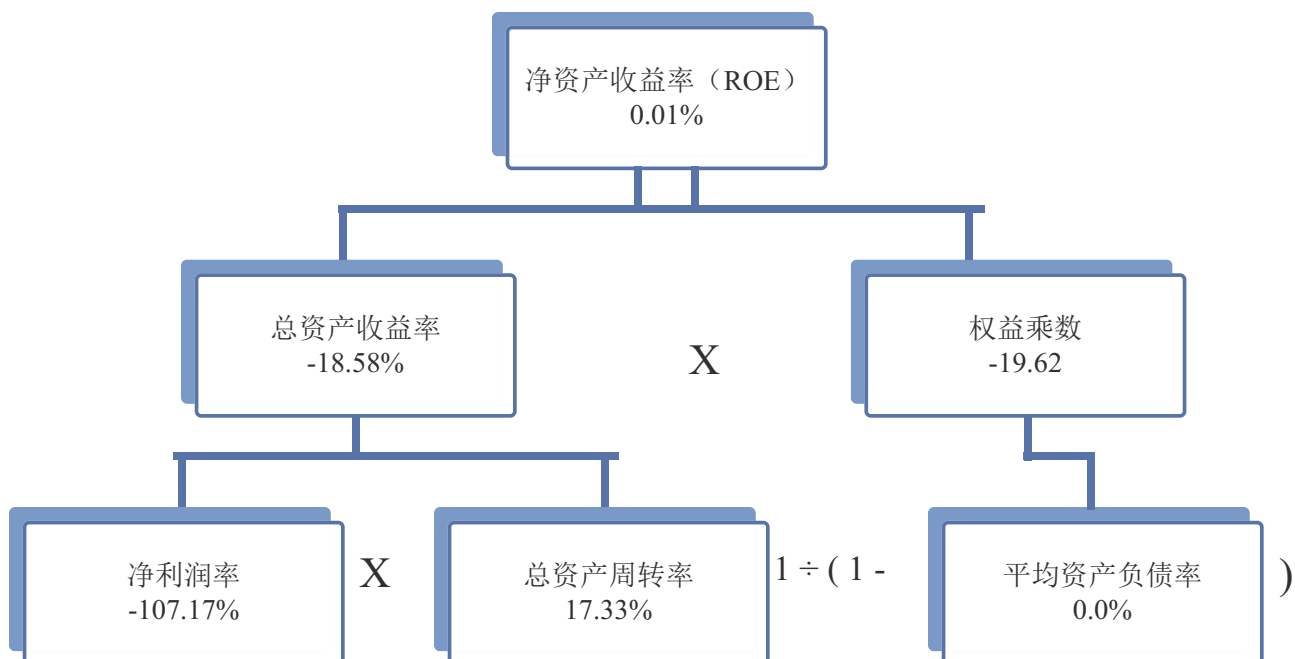 净资产收益率（ROE）
0.01%
总资产收益率
-18.58%
X
权益乘数
-19.62
净利润率
-107.17%
X
总资产周转率
17.33%
1 ÷ ( 1 -
平均资产负债率
0.0%
)